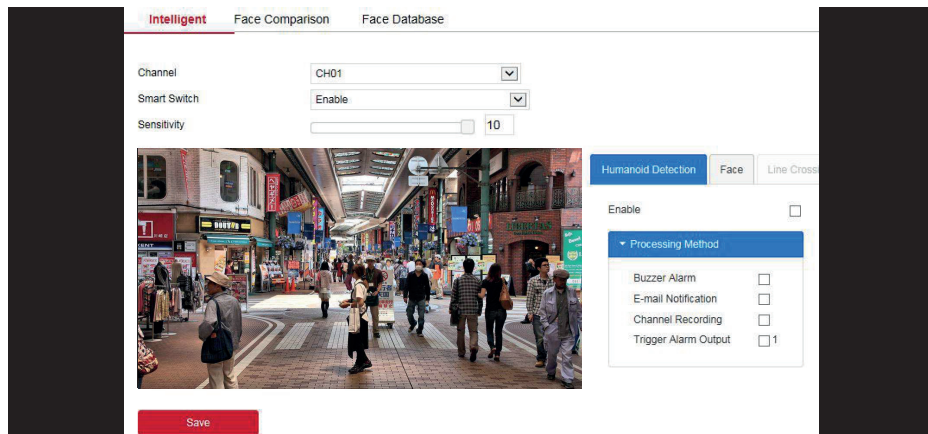 Intelligent Face Comparison Face Database
Channel CH01
Smart Switch Enable
Sensitivity 10
Humanoid Detection Face Line Cross
Enable
Processing Method
Buzzer Alarm
E-mail Notification
Channel Recording
Trigger Alarm Output 1
Save